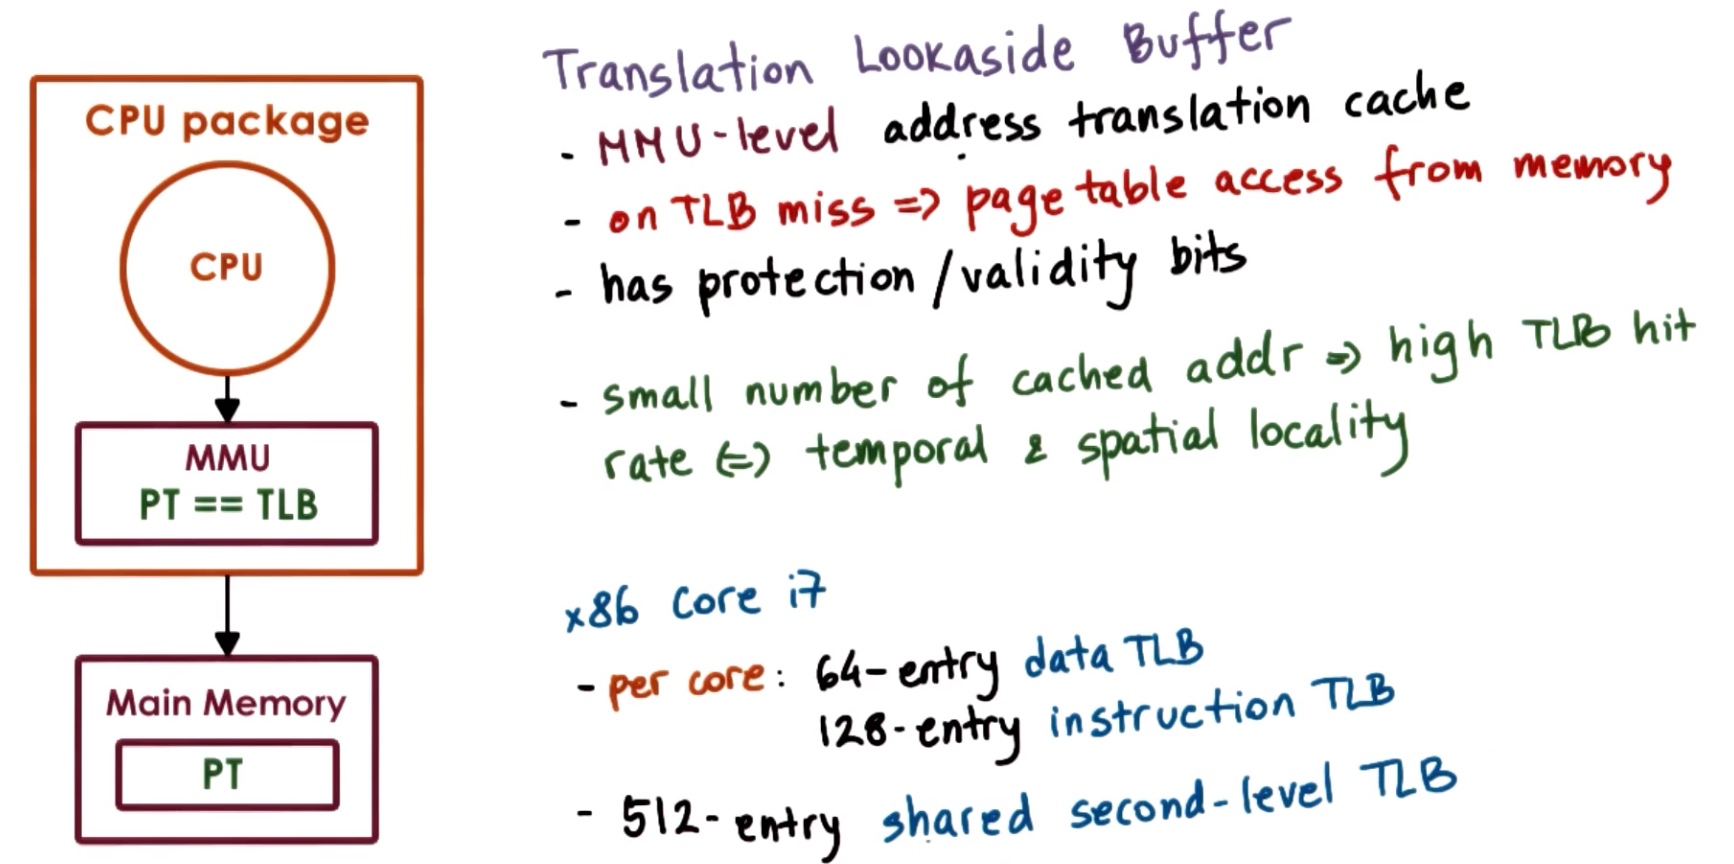 CPU package
CPU
MMU
PT == TLB
Main Memory
PT
Translation Lookaside Buffer
- MMU-level address translation cache
- on TLB miss => page table access from memory
- has protection/validity bits
- small number of cached addr => high TLB hit
rate <=> temporal & spatial locality
x86 Core i7
- per core: 64-entry data TLB
128-entry instruction TLB
- 512-entry shared second-level TLB